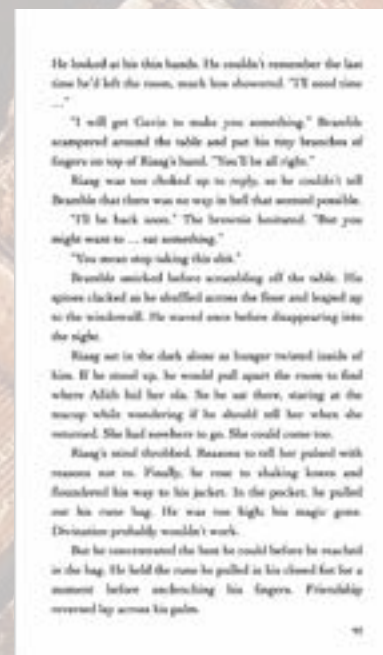 He looked at his thin hands. He couldn't remember the last
time he'd left the room, much less showered. "I'll need time
..."
"I will get Gavin to make you something." Bramble
scampered around the table and put his tiny branches of
fingers on top of Riang's hand. "You'll be all right."
Riang was too choked up to reply, so he couldn't tell
Bramble that there was no way in hell that seemed possible.
"I'll be back soon." The brownie hesitated. "But you
might want to ... eat something."
"You mean stop taking this shit."
Bramble smirked before scrambling off the table. His
spines clacked as he shuffled across the floor and leaped up
to the windowsill. He waved once before disappearing into
the night.
Riang sat in the dark alone as hunger twisted inside of
him. If he stood up, he would pull apart the room to find
where Alith hid her ola. So he sat there, staring at the
teacup while wondering if he should tell her when she
returned. She had nowhere to go. She could come too.
Riang's mind throbbed. Reasons to tell her pulsed with
reasons not to. Finally, he rose to shaking knees and
floundered his way to his jacket. In the pocket, he pulled
out his rune bag. He was too high; his magic gone.
Divination probably wouldn't work.
But he concentrated the best he could before he reached
in the bag. He held the rune he pulled in his closed fist for a
moment before unclenching his fingers. Friendship
reversed lay across his palm.